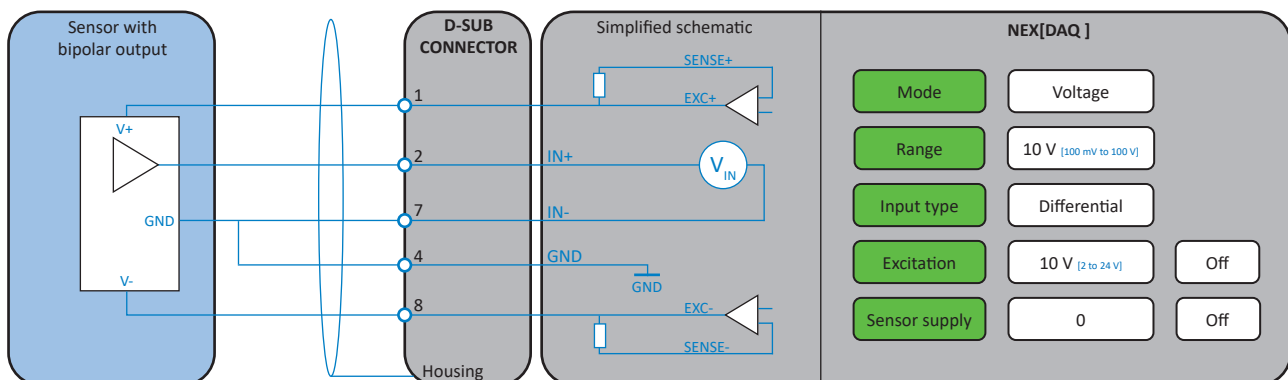 Sensor with
bipolar output
V+
GND
V-
D-SUB
CONNECTOR
1
2
7
4
8
Housing
Simplified schematic
SENSE+
EXC+
IN+
VIN
IN-
GND
GND
EXC-
SENSE-
NEX[DAQ ]
Mode Voltage
Range 10 V [100 mV to 100 V]
Input type Differential
Excitation 10 V [2 to 24 V] Off
Sensor supply 0 Off